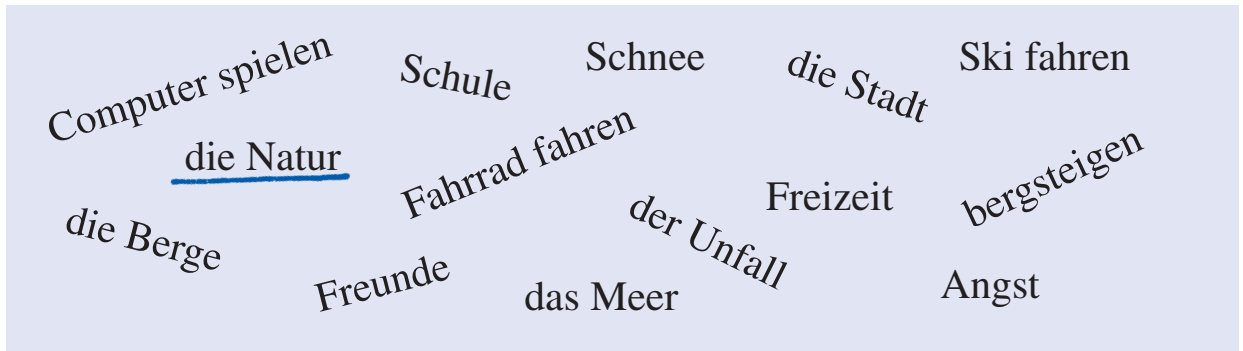 Computer spielen
Schule
Schnee
die Stadt
Ski fahren
die Natur
Fahrrad fahren
Freizeit
bergsteigen
die Berge
der Unfall
Freunde
das Meer
Angst